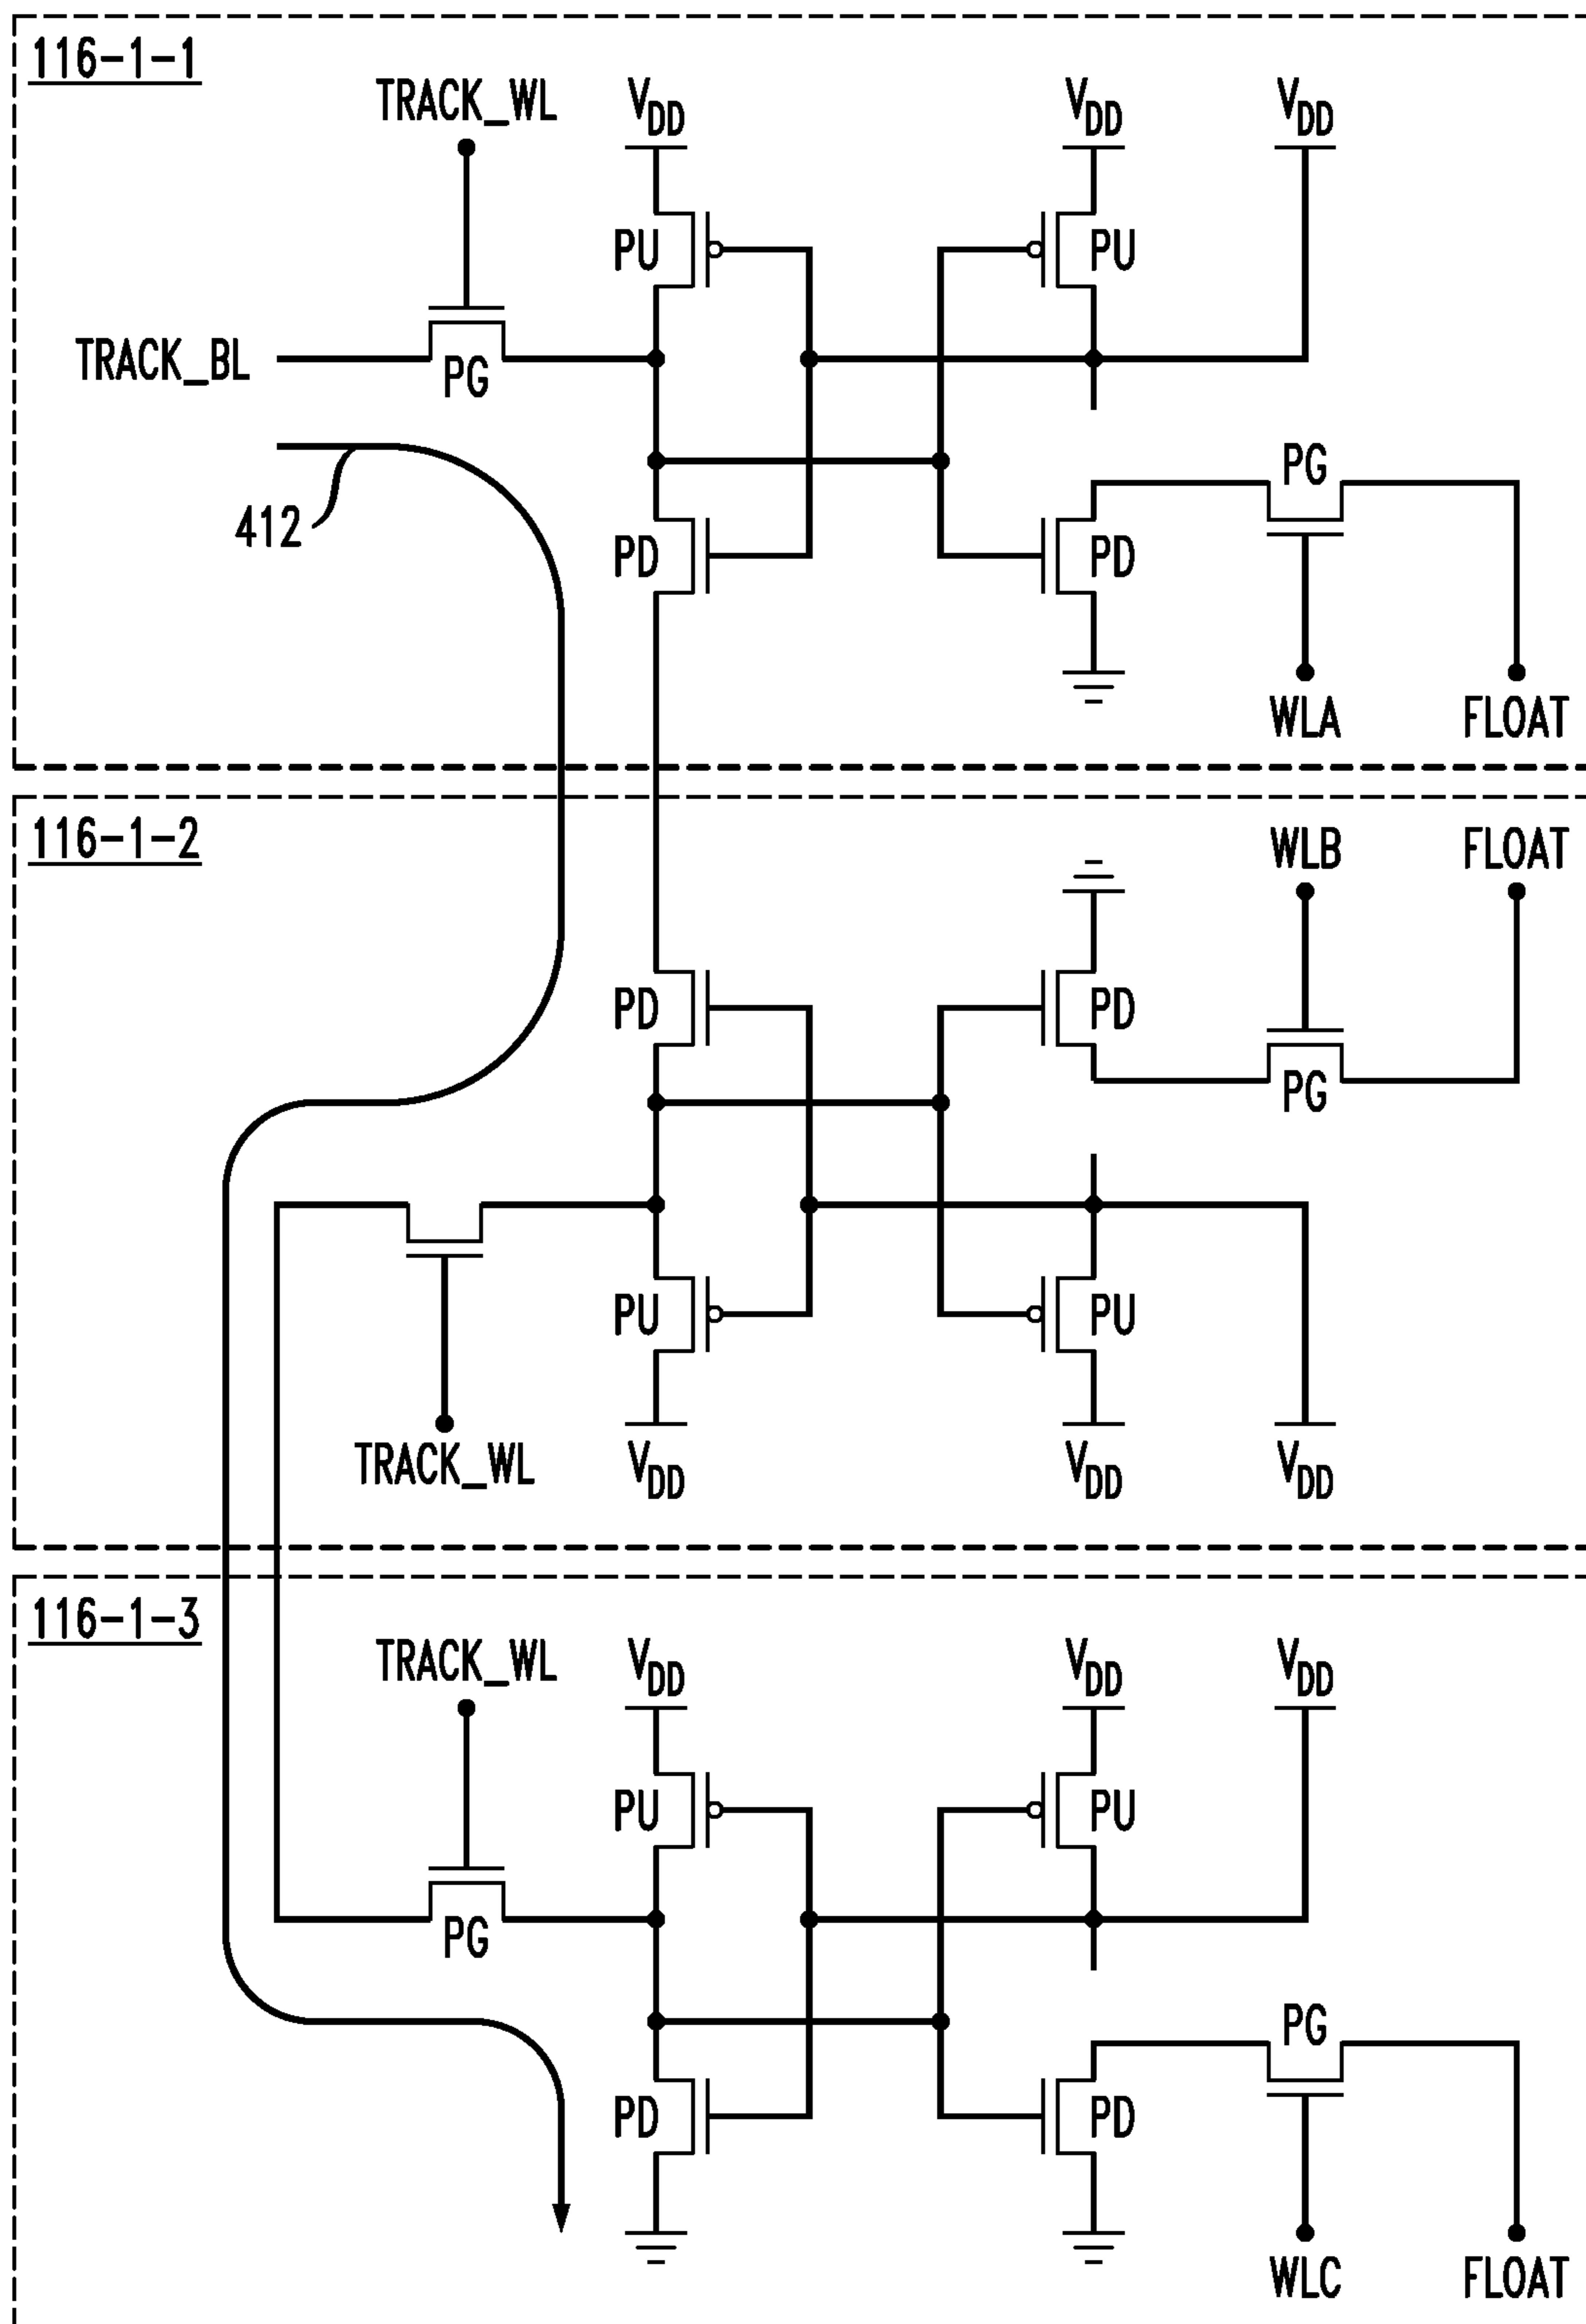 116-1-1
TRACK_WL VDD VDD VDD
PU PU
TRACK_BL PG
PG
412 PD PD
WLA FLOAT
116-1-2 WLB FLOAT
PD PD
PG
PU PU
TRACK_WL VDD VDD VDD
116-1-3
TRACK_WL VDD VDD VDD
PU PU
PG
PG
PD PD
WLC FLOAT